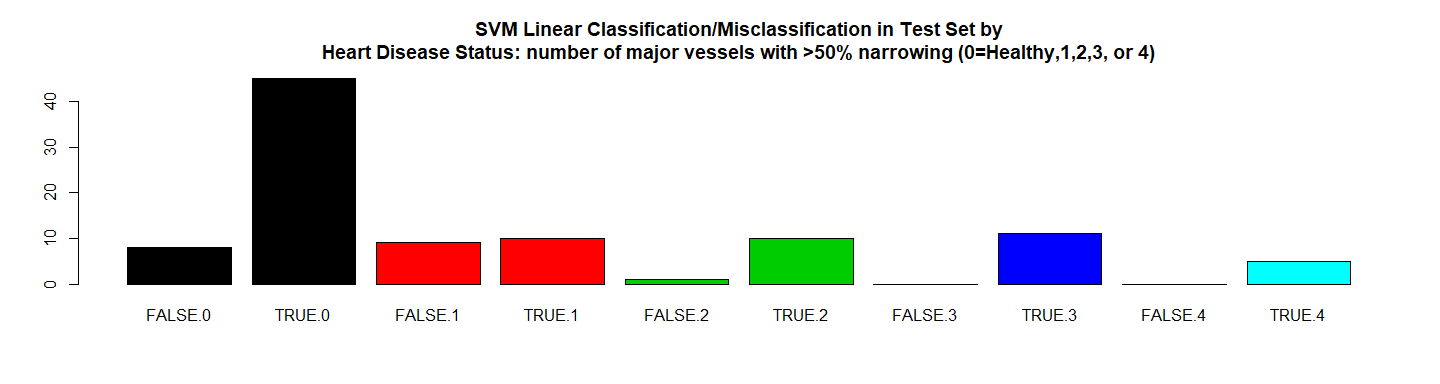 SVM Linear Classification/Misclassification in Test Set by
Heart Disease Status: number of major vessels with >50% narrowing (0=Healthy,1,2,3, or 4)
40
30
20
10
0
FALSE.0 TRUE.0 FALSE.1 TRUE.1 FALSE.2 TRUE.2 FALSE.3 TRUE.3 FALSE.4 TRUE.4